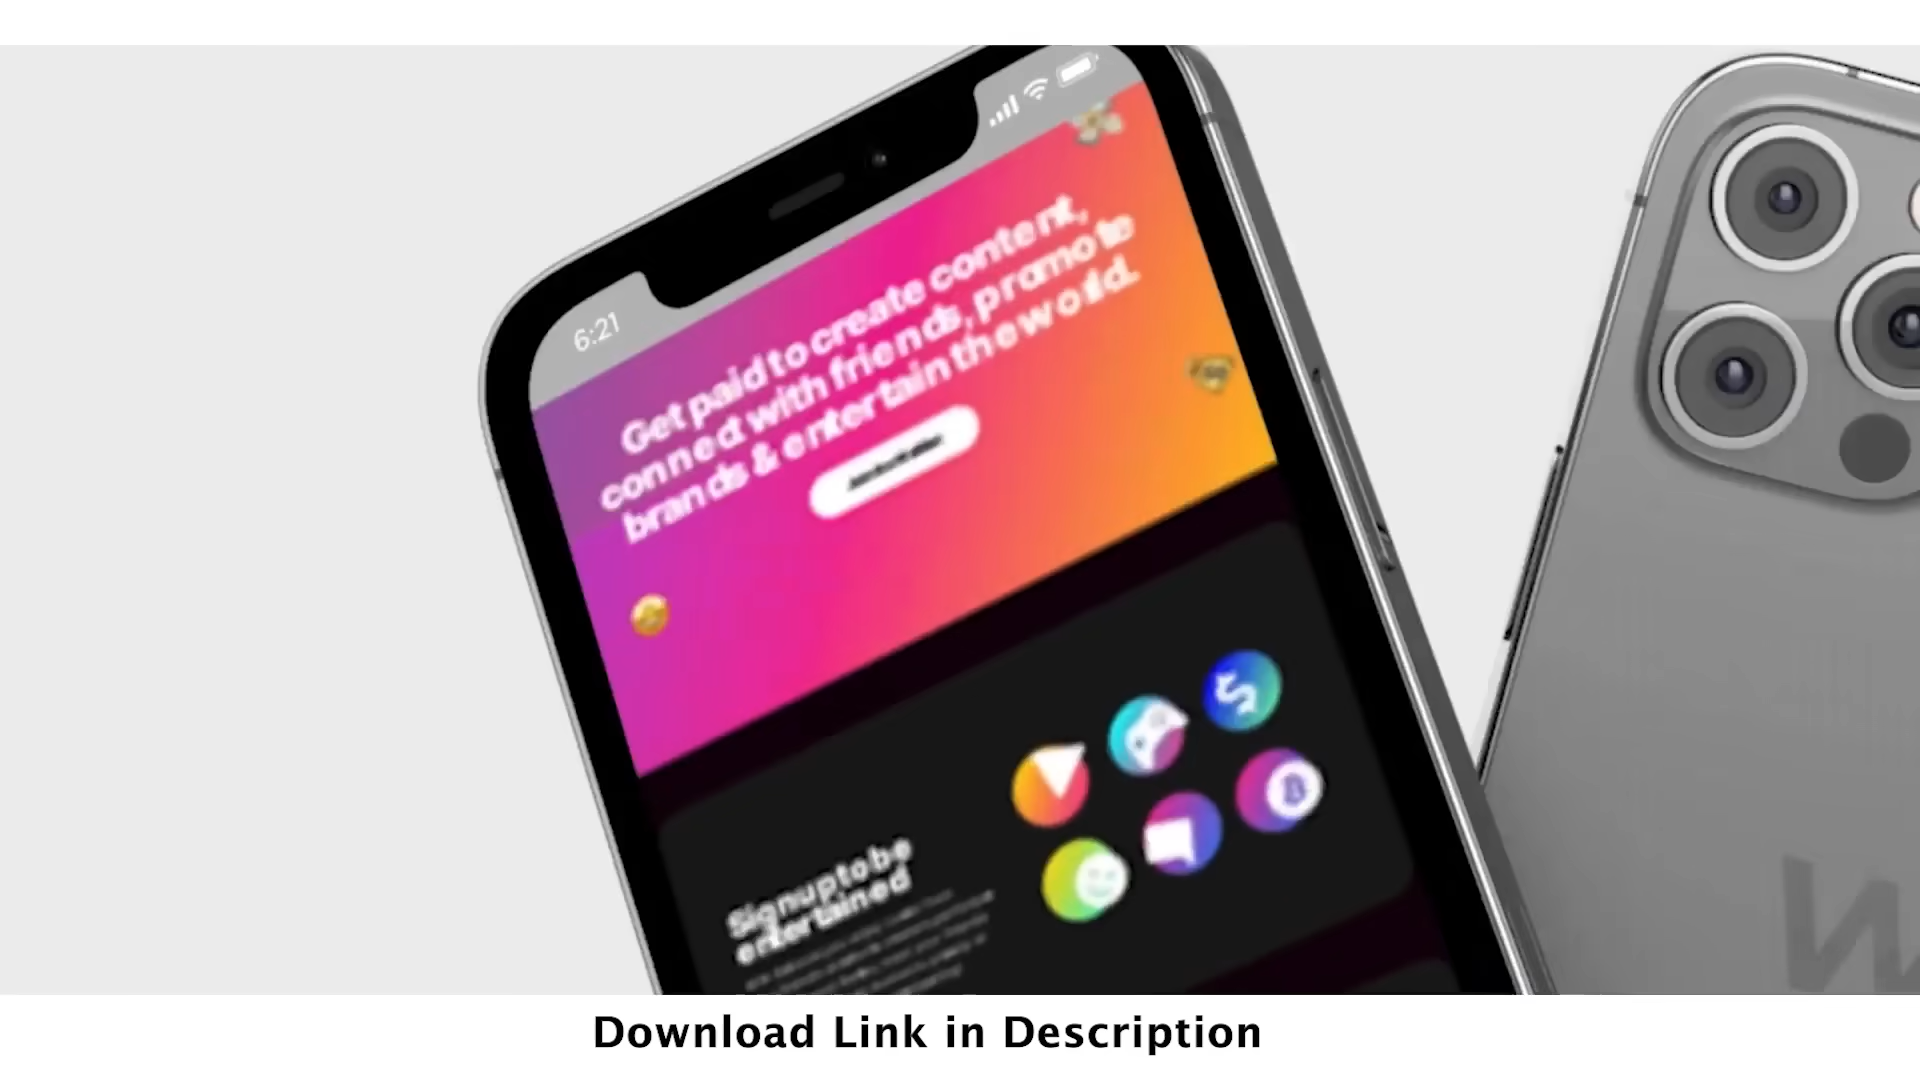 6:21
Get paid to create content,
connect with friends, promote
brands & entertain the world.
Sign up to be
entertained
W
Download Link in Description